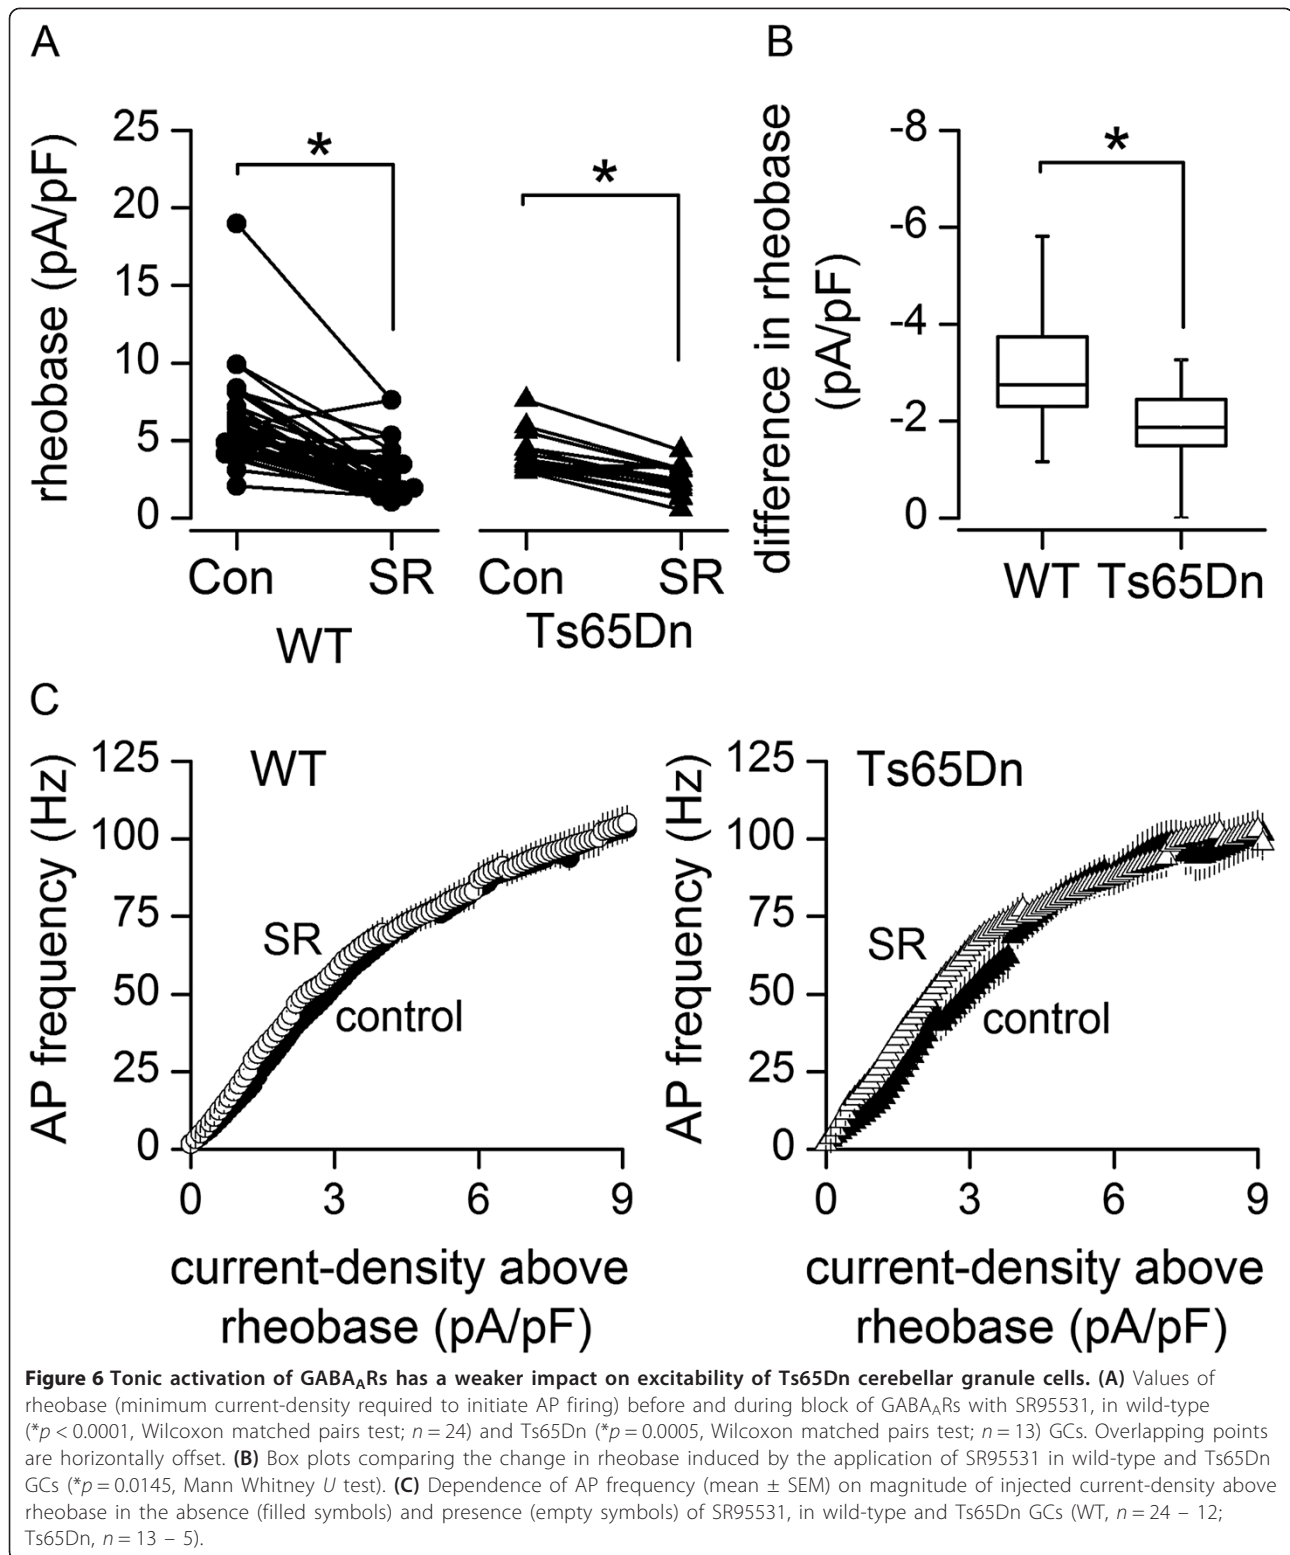 A
B
rheobase (pA/pF)
25
20
15
10
5
0
*
*
Con
SR
Con
SR
WT
Ts65Dn
difference in rheobase
(pA/pF)
-8
-6
-4
-2
0
*
WT
Ts65Dn
C
AP frequency (Hz)
125
100
75
50
25
0
WT
SR
control
0
3
6
9
current-density above
rheobase (pA/pF)
AP frequency (Hz)
125
100
75
50
25
0
Ts65Dn
SR
control
0
3
6
9
current-density above
rheobase (pA/pF)
Figure 6 Tonic activation of GABAARs has a weaker impact on excitability of Ts65Dn cerebellar granule cells. (A) Values of
rheobase (minimum current-density required to initiate AP firing) before and during block of GABAARs with SR95531, in wild-type
(*p < 0.0001, Wilcoxon matched pairs test; n = 24) and Ts65Dn (*p = 0.0005, Wilcoxon matched pairs test; n = 13) GCs. Overlapping points
are horizontally offset. (B) Box plots comparing the change in rheobase induced by the application of SR95531 in wild-type and Ts65Dn
GCs (*p = 0.0145, Mann Whitney U test). (C) Dependence of AP frequency (mean ± SEM) on magnitude of injected current-density above
rheobase in the absence (filled symbols) and presence (empty symbols) of SR95531, in wild-type and Ts65Dn GCs (WT, n = 24 – 12;
Ts65Dn, n = 13 – 5).